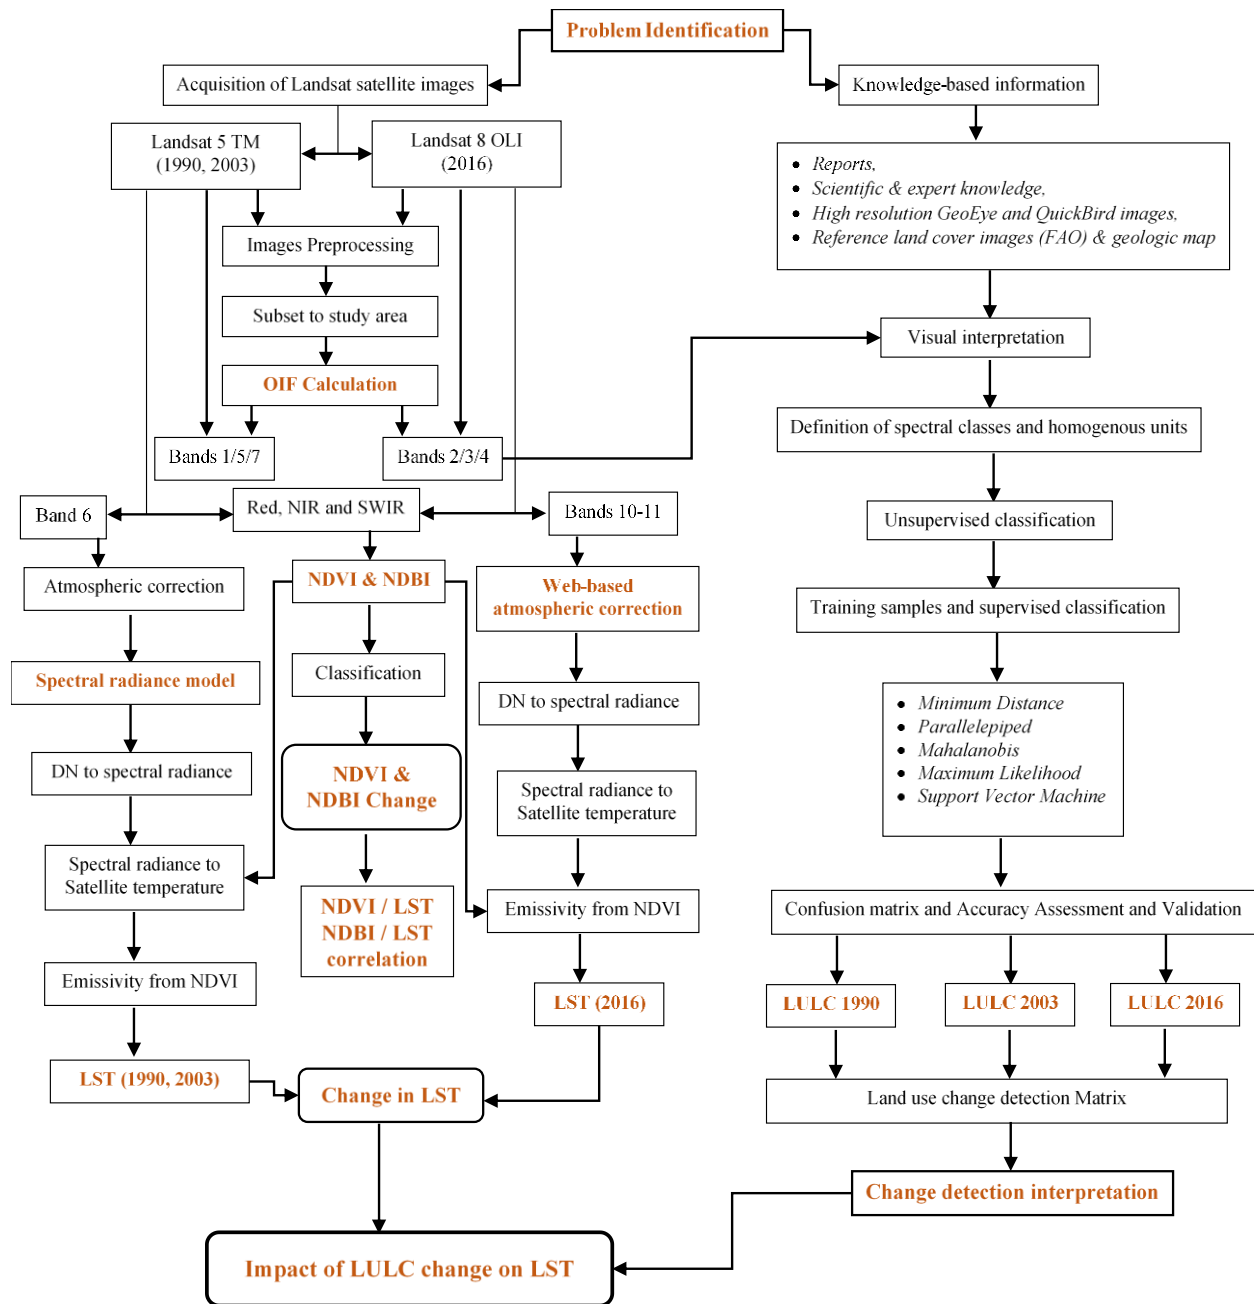 Problem Identification
Acquisition of Landsat satellite images
Knowledge-based information
Landsat 5 TM
(1990, 2003)
Landsat 8 OLI
(2016)
• Reports,
• Scientific & expert knowledge,
• High resolution GeoEye and QuickBird images,
• Reference land cover images (FAO) & geologic map
Images Preprocessing
Subset to study area
Visual interpretation
OIF Calculation
Definition of spectral classes and homogenous units
Bands 1/5/7
Bands 2/3/4
Band 6
Red, NIR and SWIR
Bands 10-11
Unsupervised classification
Atmospheric correction
NDVI & NDBI
Web-based
atmospheric correction
Training samples and supervised classification
Spectral radiance model
Classification
DN to spectral radiance
• Minimum Distance
• Parallelepiped
• Mahalanobis
• Maximum Likelihood
• Support Vector Machine
DN to spectral radiance
NDVI &
NDBI Change
Spectral radiance to
Satellite temperature
Spectral radiance to
Satellite temperature
NDVI / LST
NDBI / LST
correlation
Emissivity from NDVI
Confusion matrix and Accuracy Assessment and Validation
Emissivity from NDVI
LST (2016)
LULC 1990
LULC 2003
LULC 2016
LST (1990, 2003)
Change in LST
Land use change detection Matrix
Change detection interpretation
Impact of LULC change on LST